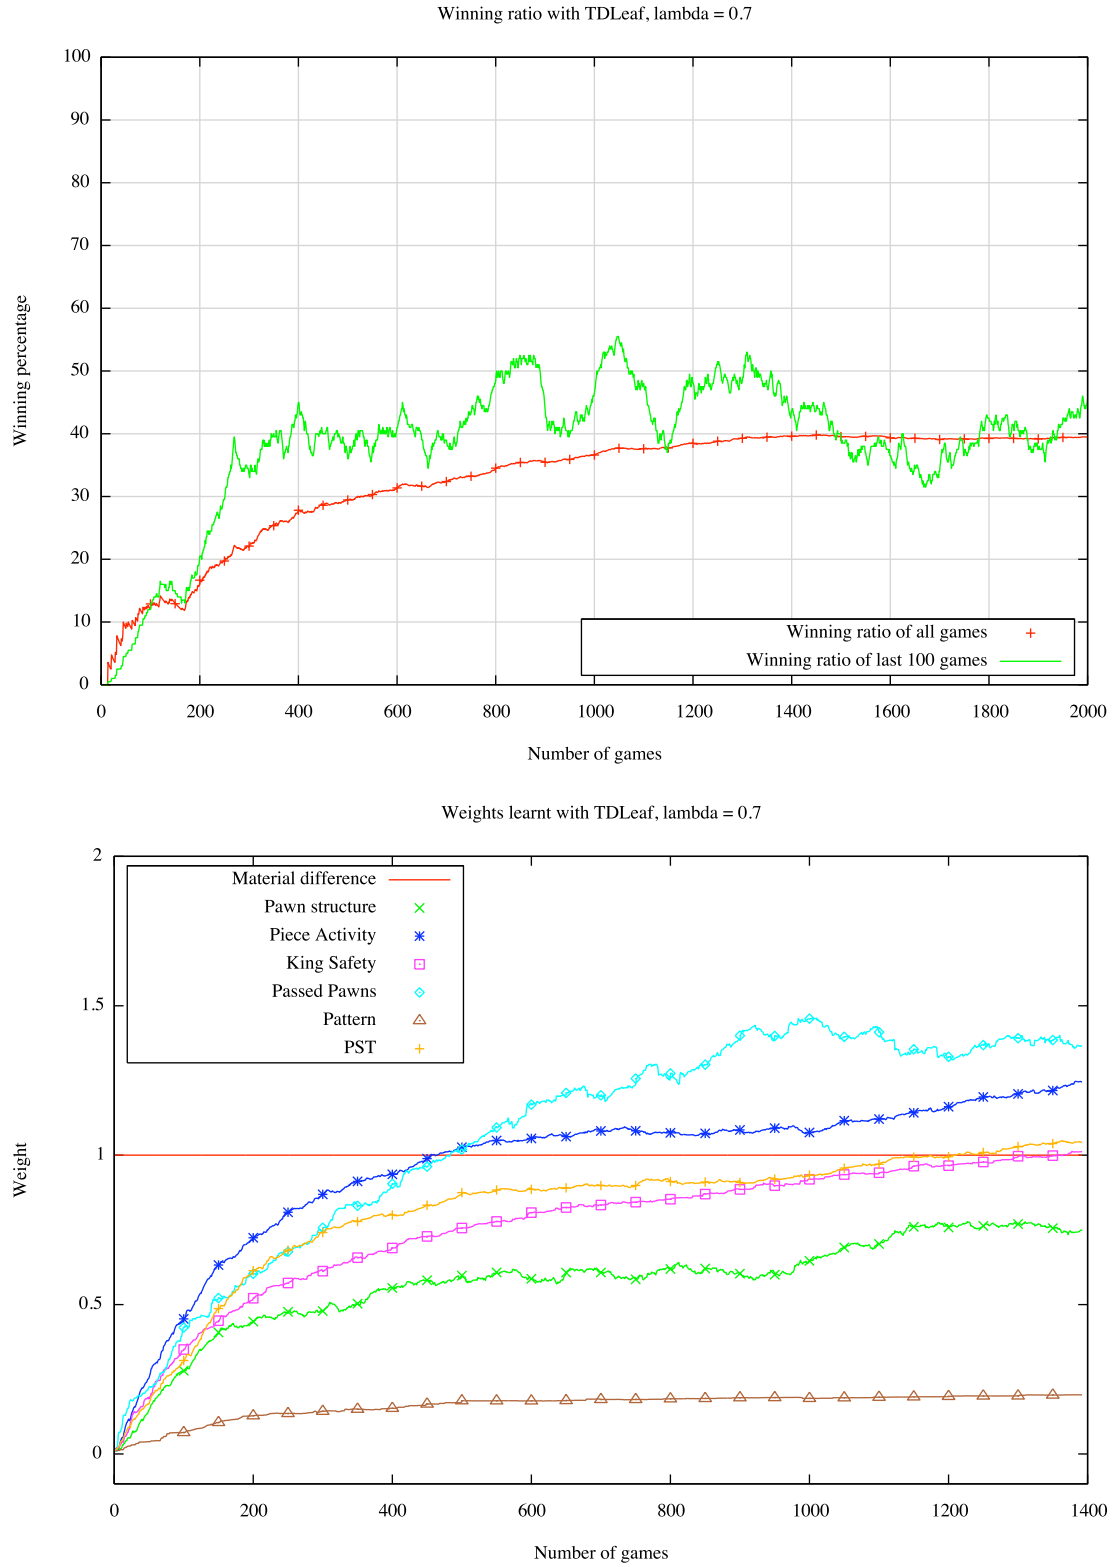 Winning ratio with TDLeaf, lambda = 0.7
100
90
80
70
60
50
40
30
20
10
0
Winning percentage
Winning ratio of all games
Winning ratio of last 100 games
0 200 400 600 800 1000 1200 1400 1600 1800 2000
Number of games
Weights learnt with TDLeaf, lambda = 0.7
2
1.5
1
0.5
0
Weight
Material difference
Pawn structure
Piece Activity
King Safety
Passed Pawns
Pattern
PST
0 200 400 600 800 1000 1200 1400
Number of games